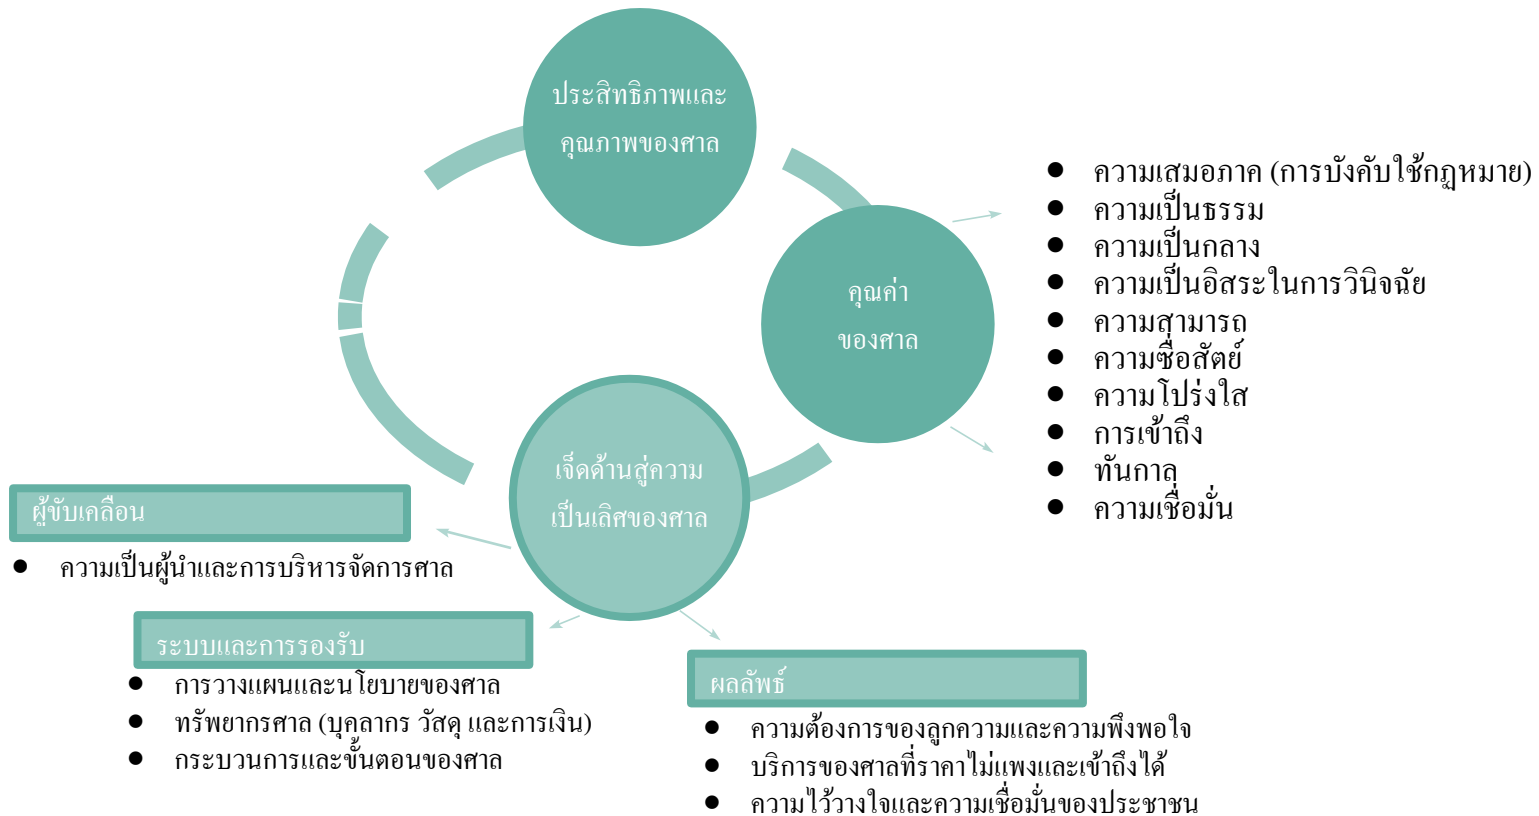 ประสิทธิภาพและ
คุณภาพของศาล
คุณค่า
ของศาล
● ความเสมอภาค (การบังคับใช้กฎหมาย)
● ความเป็นธรรม
● ความเป็นกลาง
● ความเป็นอิสระในการวินิจฉัย
● ความสามารถ
● ความซื่อสัตย์
● ความโปร่งใส
● การเข้าถึง
● ทันกาล
● ความเชื่อมั่น
เจ็ดด้านสู่ความ
เป็นเลิศของศาล
ผู้ขับเคลื่อน
● ความเป็นผู้นำและการบริหารจัดการศาล
ระบบและการรองรับ
● การวางแผนและนโยบายของศาล
● ทรัพยากรศาล (บุคลากร วัสดุ และการเงิน)
● กระบวนการและขั้นตอนของศาล
ผลลัพธ์
● ความต้องการของลูกความและความพึงพอใจ
● บริการของศาลที่ราคาไม่แพงและเข้าถึงได้
● ความไว้วางใจและความเชื่อมั่นของประชาชน